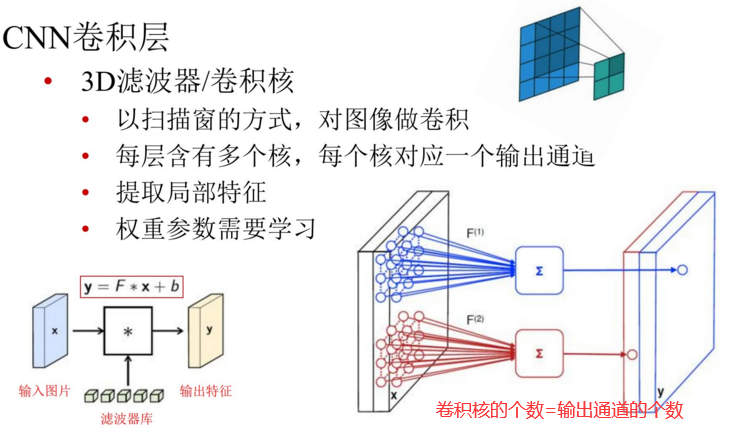 CNN卷积层
• 3D滤波器/卷积核
• 以扫描窗的方式，对图像做卷积
• 每层含有多个核，每个核对应一个输出通道
• 提取局部特征
• 权重参数需要学习
y = F * x + b
x
*
y
输入图片
输出特征
滤波器库
F(1)
Σ
F(2)
Σ
x
y
卷积核的个数=输出通道的个数